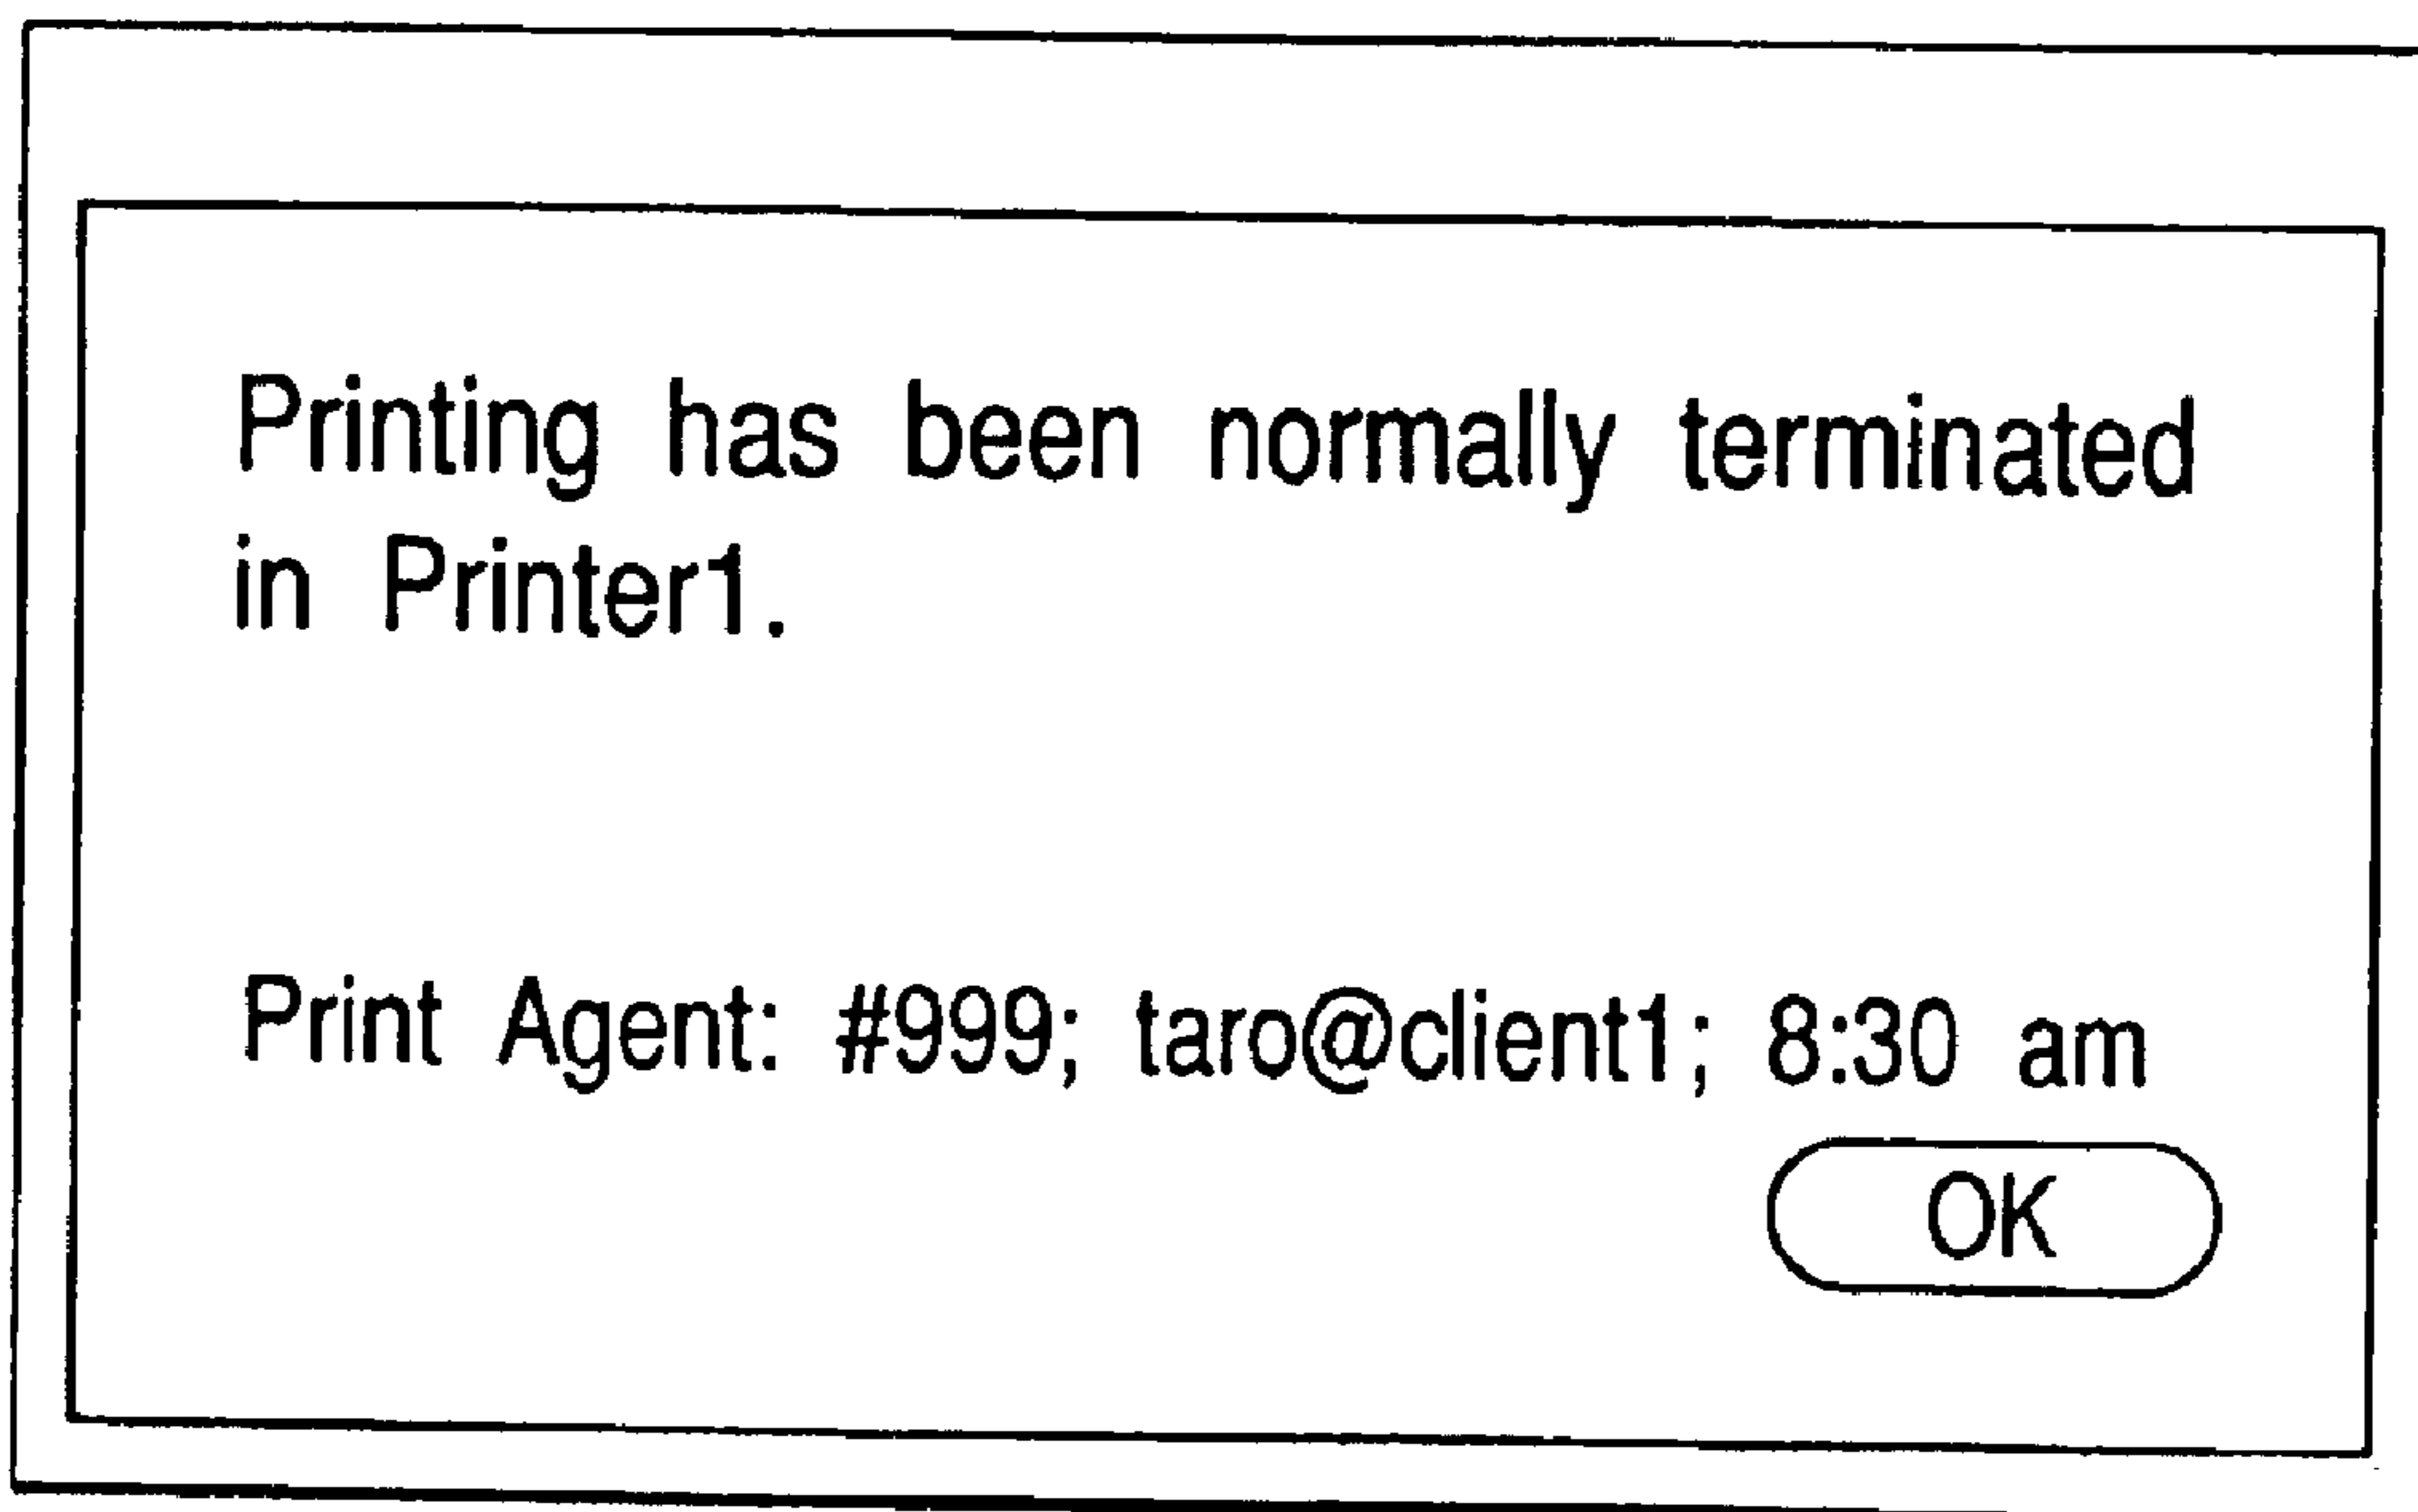 Printing has been normally terminated
in Printer1.
Print Agent: #999; taro@client1; 8:30 am
OK